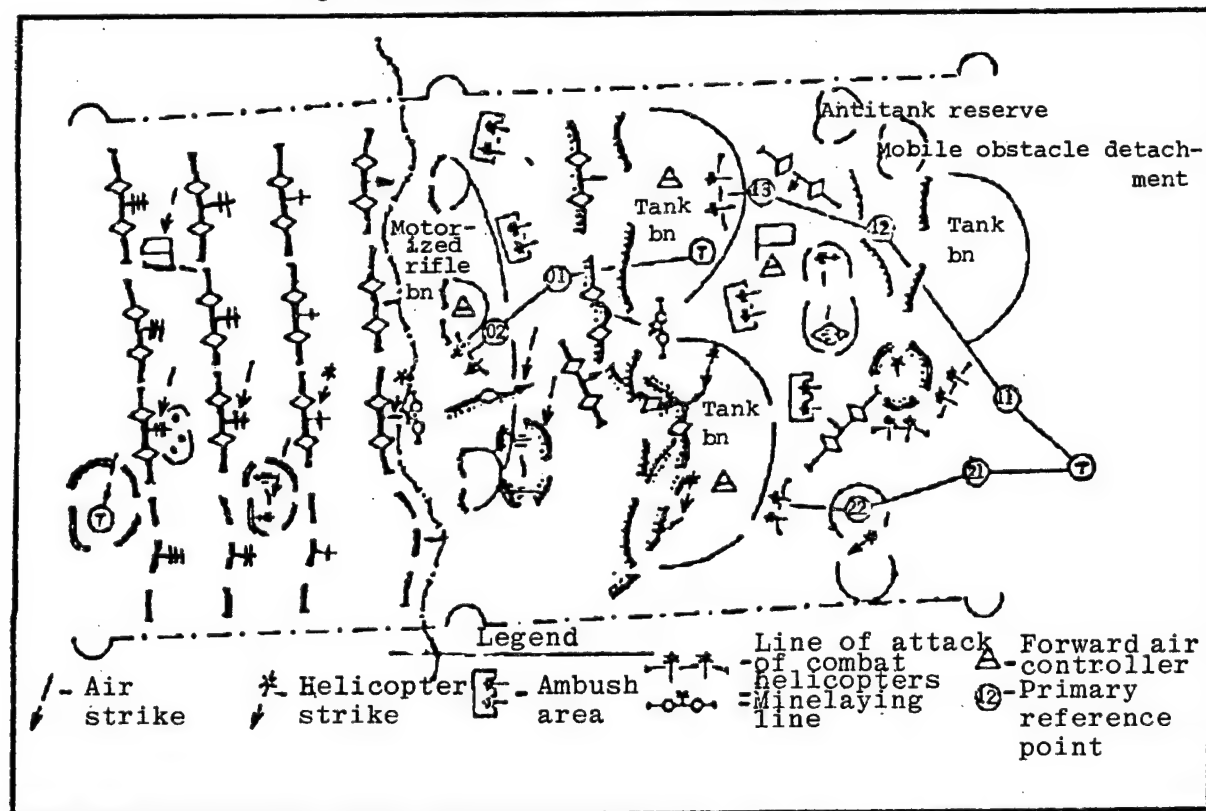 Antitank reserve
Mobile obstacle detach-
ment
Tank
bn
13
12
Tank
bn
Motor-
ized
rifle
bn
01
T
02
Tank
bn
11
21
T
22
T
Legend
Air
strike
Helicopter
strike
Ambush
area
Line of attack
of combat
helicopters
Minelaying
line
Forward air
controller
12
Primary
reference
point